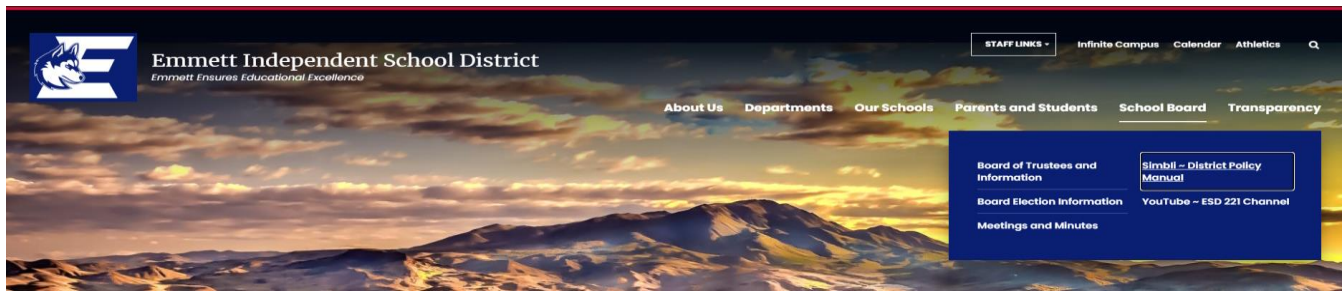 STAFF LINKS
Infinite Campus
Calendar
Athletics
E
Emmett Independent School District
Emmett Ensures Educational Excellence
About Us
Departments
Our Schools
Parents and Students
School Board
Transparency
Board of Trustees and
Information
Board Election Information
Meetings and Minutes
Simbli ~ District Policy
Manual
YouTube ~ ESD 221 Channel